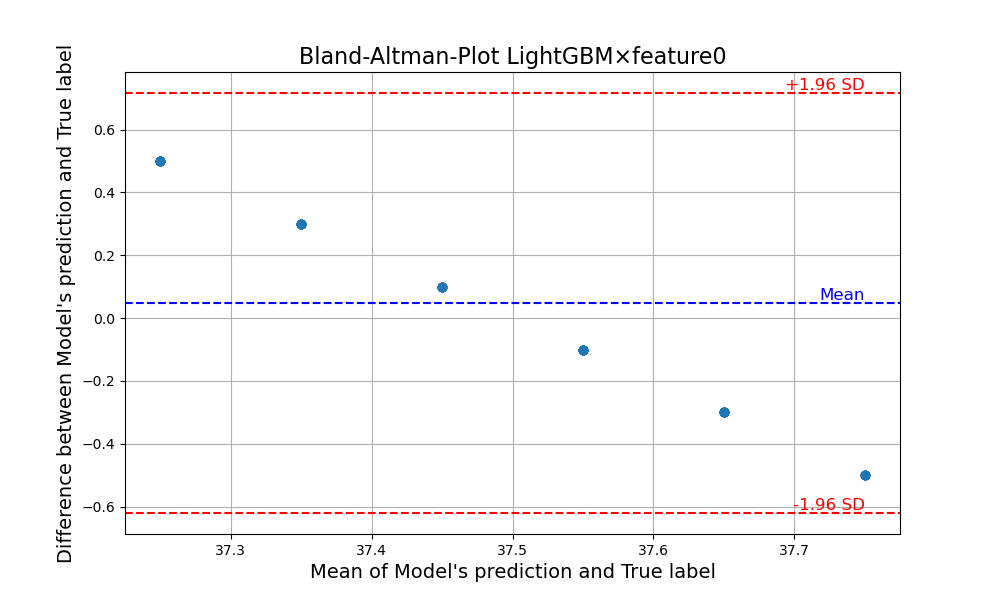 Bland-Altman-Plot LightGBM×feature0
Difference between Model's prediction and True label
+1.96 SD
0.6
0.4
0.2
Mean
0.0
−0.2
−0.4
-1.96 SD
−0.6
37.3 37.4 37.5 37.6 37.7
Mean of Model's prediction and True label